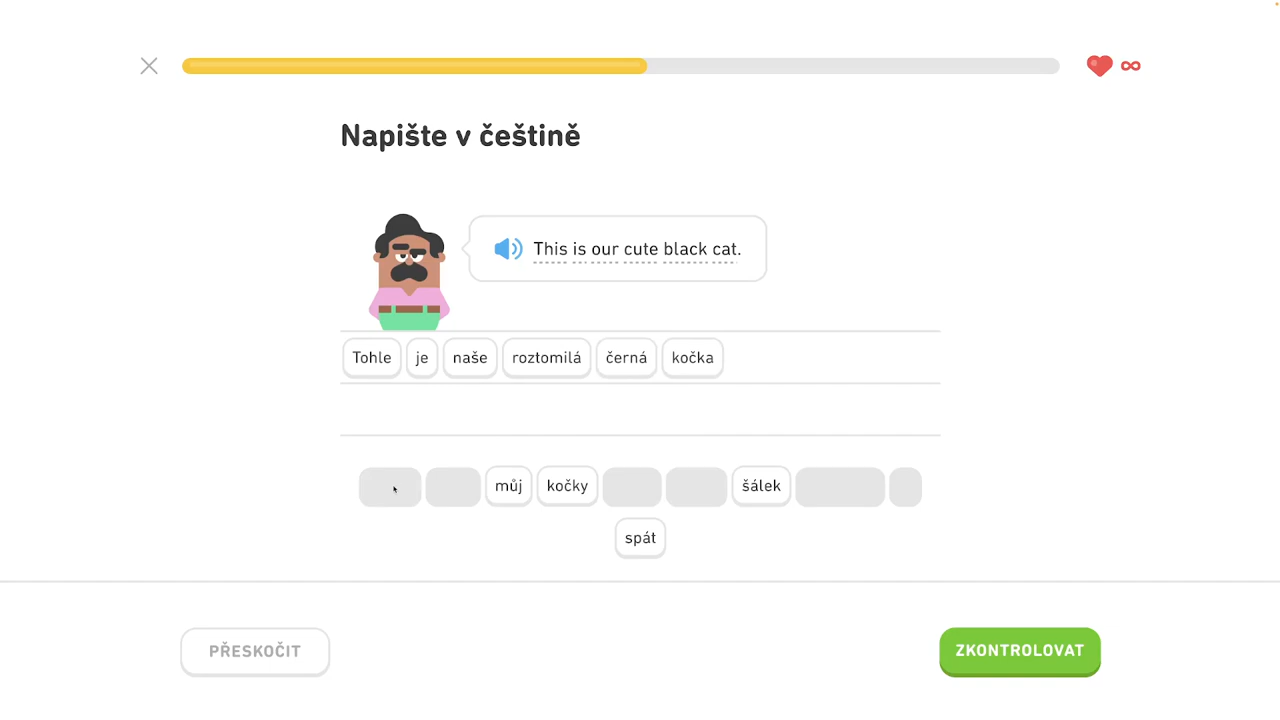 Napište v češtině
This is our cute black cat.
Tohle je naše roztomilá černá kočka
můj kočky šálek
spát
PŘESKOČIT ZKONTROLOVAT